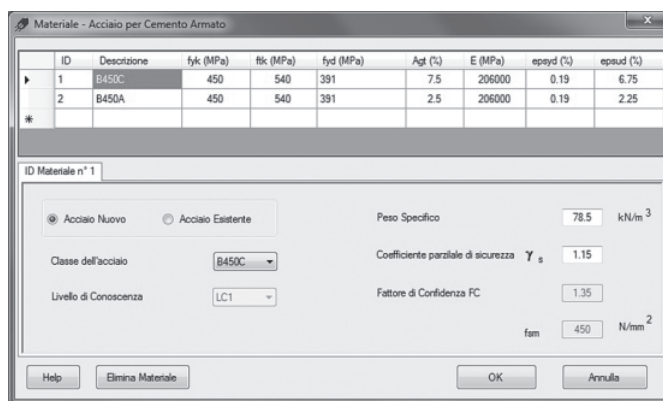 Materiale - Acciaio per Cemento Armato
x
ID Descrizione fyk (MPa) ftk (MPa) fyd (MPa) Agt (%) E (MPa) epsyd (%) epsud (%)
1 B450C 450 540 391 7.5 206000 0.19 6.75
2 B450A 450 540 391 2.5 206000 0.19 2.25
*
ID Materiale n° 1
Acciaio Nuovo Acciaio Esistente
Peso Specifico 78.5 kN/m 3
Classe dell'acciaio B450C
Coefficiente parzilale di sicurezza γ s 1.15
Livello di Conoscenza LC1
Fattore di Confidenza FC 1.35
fsm 450 N/mm 2
Help Elimina Materiale OK Annulla